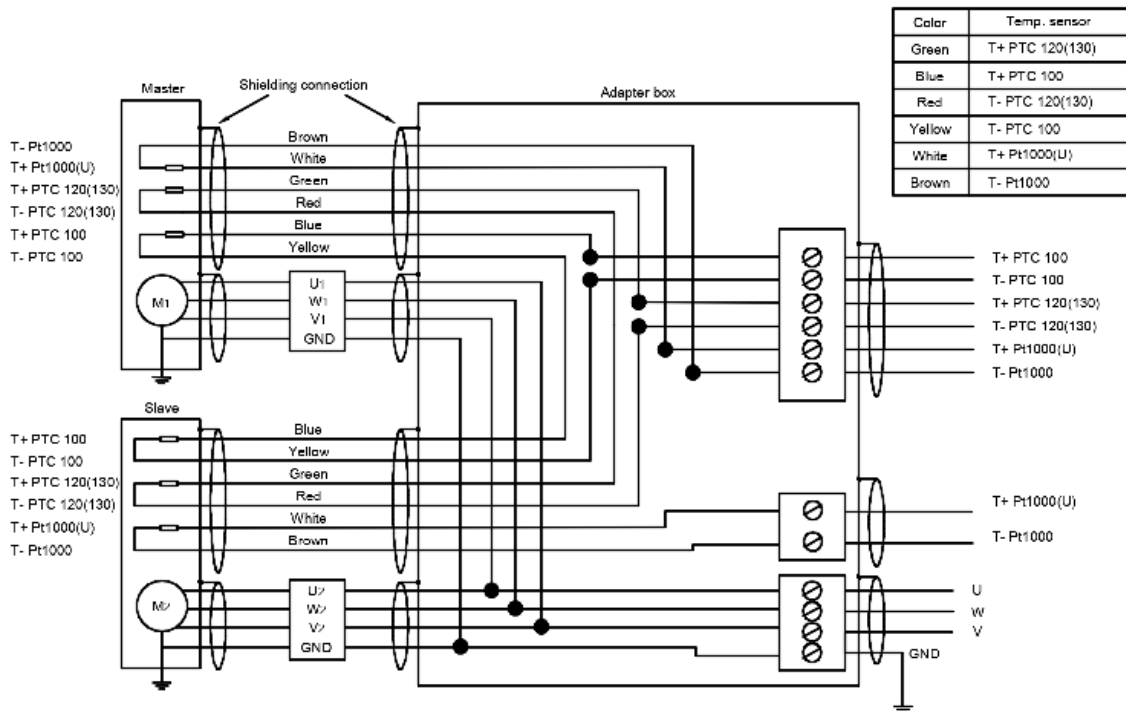 Color Temp. sensor
Green T+ PTC 120(130)
Blue T+ PTC 100
Red T- PTC 120(130)
Yellow T- PTC 100
White T+ Pt1000(U)
Brown T- Pt1000
Shielding connection
Master
Adapter box
T- Pt1000
T+ Pt1000(U)
T+ PTC 120(130)
T- PTC 120(130)
T+ PTC 100
T- PTC 100
Brown
White
Green
Red
Blue
Yellow
M1
U1
W1
V1
GND
T+ PTC 100
T- PTC 100
T+ PTC 120(130)
T- PTC 120(130)
T+ Pt1000(U)
T- Pt1000
Slave
T+ PTC 100
T- PTC 100
T+ PTC 120(130)
T- PTC 120(130)
T+ Pt1000(U)
T- Pt1000
Blue
Yellow
Green
Red
White
Brown
T+ Pt1000(U)
T- Pt1000
M2
U2
W2
V2
GND
U
W
V
GND